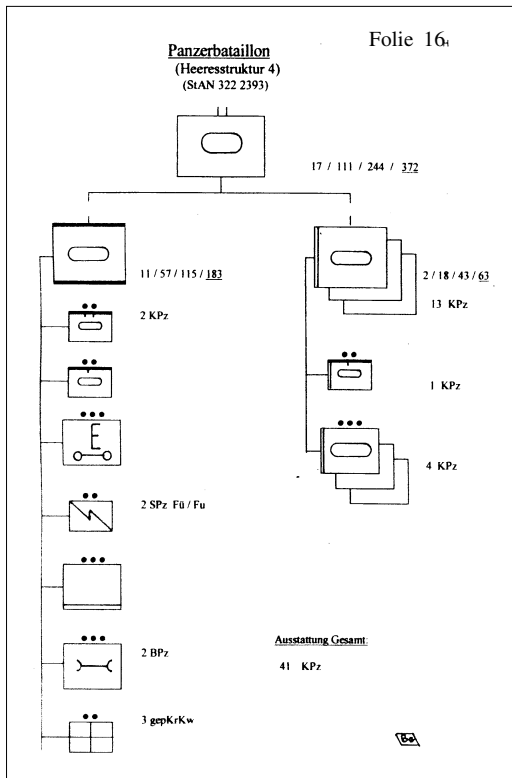 Folie 16H
Panzerbataillon
(Heeresstruktur 4)
(StAN 322 2393)
17 / 111 / 244 / 372
11 / 57 / 115 / 183
2 / 18 / 43 / 63
13 KPz
2 KPz
1 KPz
E
4 KPz
2 SPz Fü / Fu
2 BPz
Ausstattung Gesamt:
41 KPz
3 gepKrKw